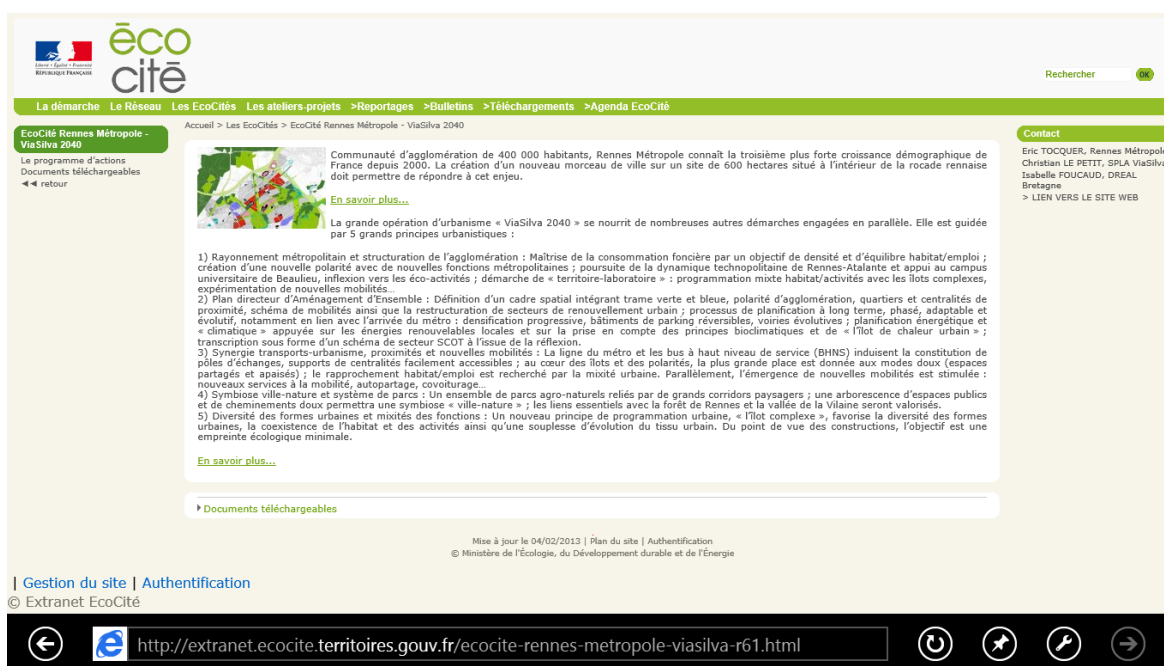 Liberté • Égalité • Fraternité
RÉPUBLIQUE FRANÇAISE
ēco
citē
Rechercher
OK
La démarche Le Réseau Les EcoCités Les ateliers-projets >Reportages >Bulletins >Téléchargements >Agenda EcoCité
EcoCité Rennes Métropole -
ViaSilva 2040
Le programme d'actions
Documents téléchargeables
◄◄ retour
Accueil > Les EcoCités > EcoCité Rennes Métropole - ViaSilva 2040
Communauté d'agglomération de 400 000 habitants, Rennes Métropole connaît la troisième plus forte croissance démographique de
France depuis 2000. La création d'un nouveau morceau de ville sur un site de 600 hectares situé à l'intérieur de la rocade rennaise
doit permettre de répondre à cet enjeu.
En savoir plus...
La grande opération d'urbanisme « ViaSilva 2040 » se nourrit de nombreuses autres démarches engagées en parallèle. Elle est guidée
par 5 grands principes urbanistiques :
1) Rayonnement métropolitain et structuration de l'agglomération : Maîtrise de la consommation foncière par un objectif de densité et d'équilibre habitat/emploi ;
création d'une nouvelle polarité avec de nouvelles fonctions métropolitaines ; poursuite de la dynamique technopolitaine de Rennes-Atalante et appui au campus
universitaire de Beaulieu, inflexion vers les éco-activités ; démarche de « territoire-laboratoire » : programmation mixte habitat/activités avec les îlots complexes,
expérimentation de nouvelles mobilités…
2) Plan directeur d'Aménagement d'Ensemble : Définition d'un cadre spatial intégrant trame verte et bleue, polarité d'agglomération, quartiers et centralités de
proximité, schéma de mobilités ainsi que la restructuration de secteurs de renouvellement urbain ; processus de planification à long terme, phasé, adaptable et
évolutif, notamment en lien avec l'arrivée du métro : densification progressive, bâtiments de parking réversibles, voiries évolutives ; planification énergétique et
« climatique » appuyée sur les énergies renouvelables locales et sur la prise en compte des principes bioclimatiques et de « l'îlot de chaleur urbain » ;
transcription sous forme d'un schéma de secteur SCOT à l'issue de la réflexion.
3) Synergie transports-urbanisme, proximités et nouvelles mobilités : La ligne du métro et les bus à haut niveau de service (BHNS) induisent la constitution de
pôles d'échanges, supports de centralités facilement accessibles ; au cœur des îlots et des polarités, la plus grande place est donnée aux modes doux (espaces
partagés et apaisés) ; le rapprochement habitat/emploi est recherché par la mixité urbaine. Parallèlement, l'émergence de nouvelles mobilités est stimulée :
nouveaux services à la mobilité, autopartage, covoiturage…
4) Symbiose ville-nature et système de parcs : Un ensemble de parcs agro-naturels reliés par de grands corridors paysagers ; une arborescence d'espaces publics
et de cheminements doux permettra une symbiose « ville-nature » ; les liens essentiels avec la forêt de Rennes et la vallée de la Vilaine seront valorisés.
5) Diversité des formes urbaines et mixités des fonctions : Un nouveau principe de programmation urbaine, « l'îlot complexe », favorise la diversité des formes
urbaines, la coexistence de l'habitat et des activités ainsi qu'une souplesse d'évolution du tissu urbain. Du point de vue des constructions, l'objectif est une
empreinte écologique minimale.
En savoir plus...
Documents téléchargeables
Contact
Eric TOCQUER, Rennes Métropole
Christian LE PETIT, SPLA ViaSilva
Isabelle FOUCAUD, DREAL
Bretagne
> LIEN VERS LE SITE WEB
Mise à jour le 04/02/2013 | Plan du site | Authentification
© Ministère de l'Écologie, du Développement durable et de l'Énergie
| Gestion du site | Authentification
© Extranet EcoCité
http://extranet.ecocite.territoires.gouv.fr/ecocite-rennes-metropole-viasilva-r61.html